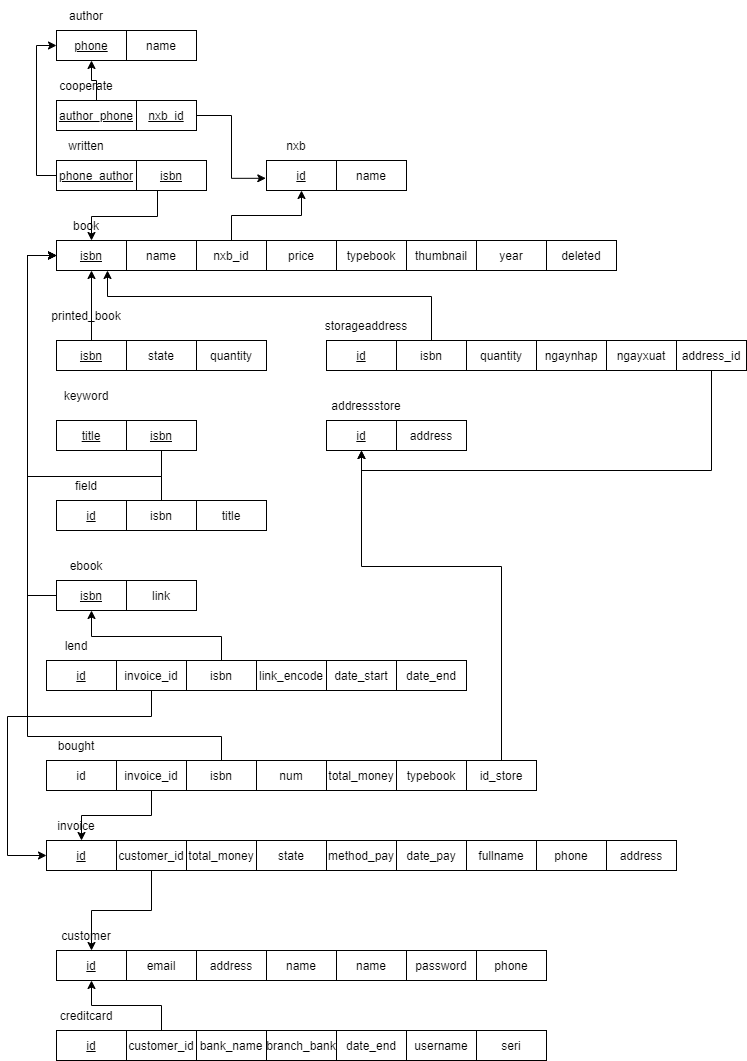 author
phone name
cooperate
author_phone nxb_id
written nxb
phone_author isbn id name
book
isbn name nxb_id price typebook thumbnail year deleted
printed_book storageaddress
isbn state quantity id isbn quantity ngaynhap ngayxuat address_id
keyword addressstore
title isbn id address
field
id isbn title
ebook
isbn link
lend
id invoice_id isbn link_encode date_start date_end
bought
id invoice_id isbn num total_money typebook id_store
invoice
id customer_id total_money state method_pay date_pay fullname phone address
customer
id email address name name password phone
creditcard
id customer_id bank_name branch_bank date_end username seri